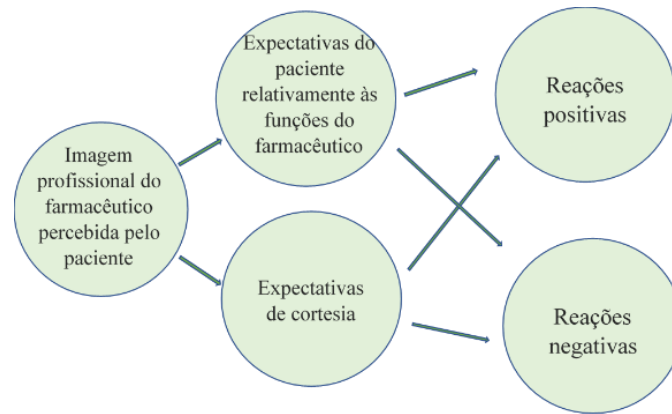 Imagem
profissional do
farmacêutico
percebida pelo
paciente
Expectativas do
paciente
relativamente às
funções do
farmacêutico
Expectativas
de cortesia
Reações
positivas
Reações
negativas